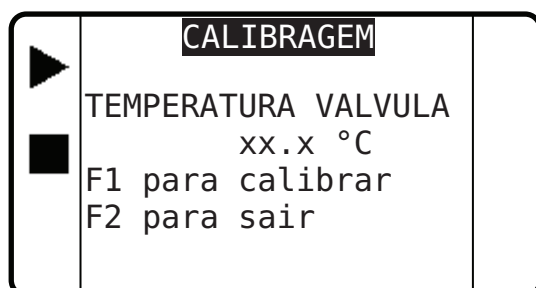 CALIBRAGEM
TEMPERATURA VALVULA
xx.x °C
F1 para calibrar
F2 para sair